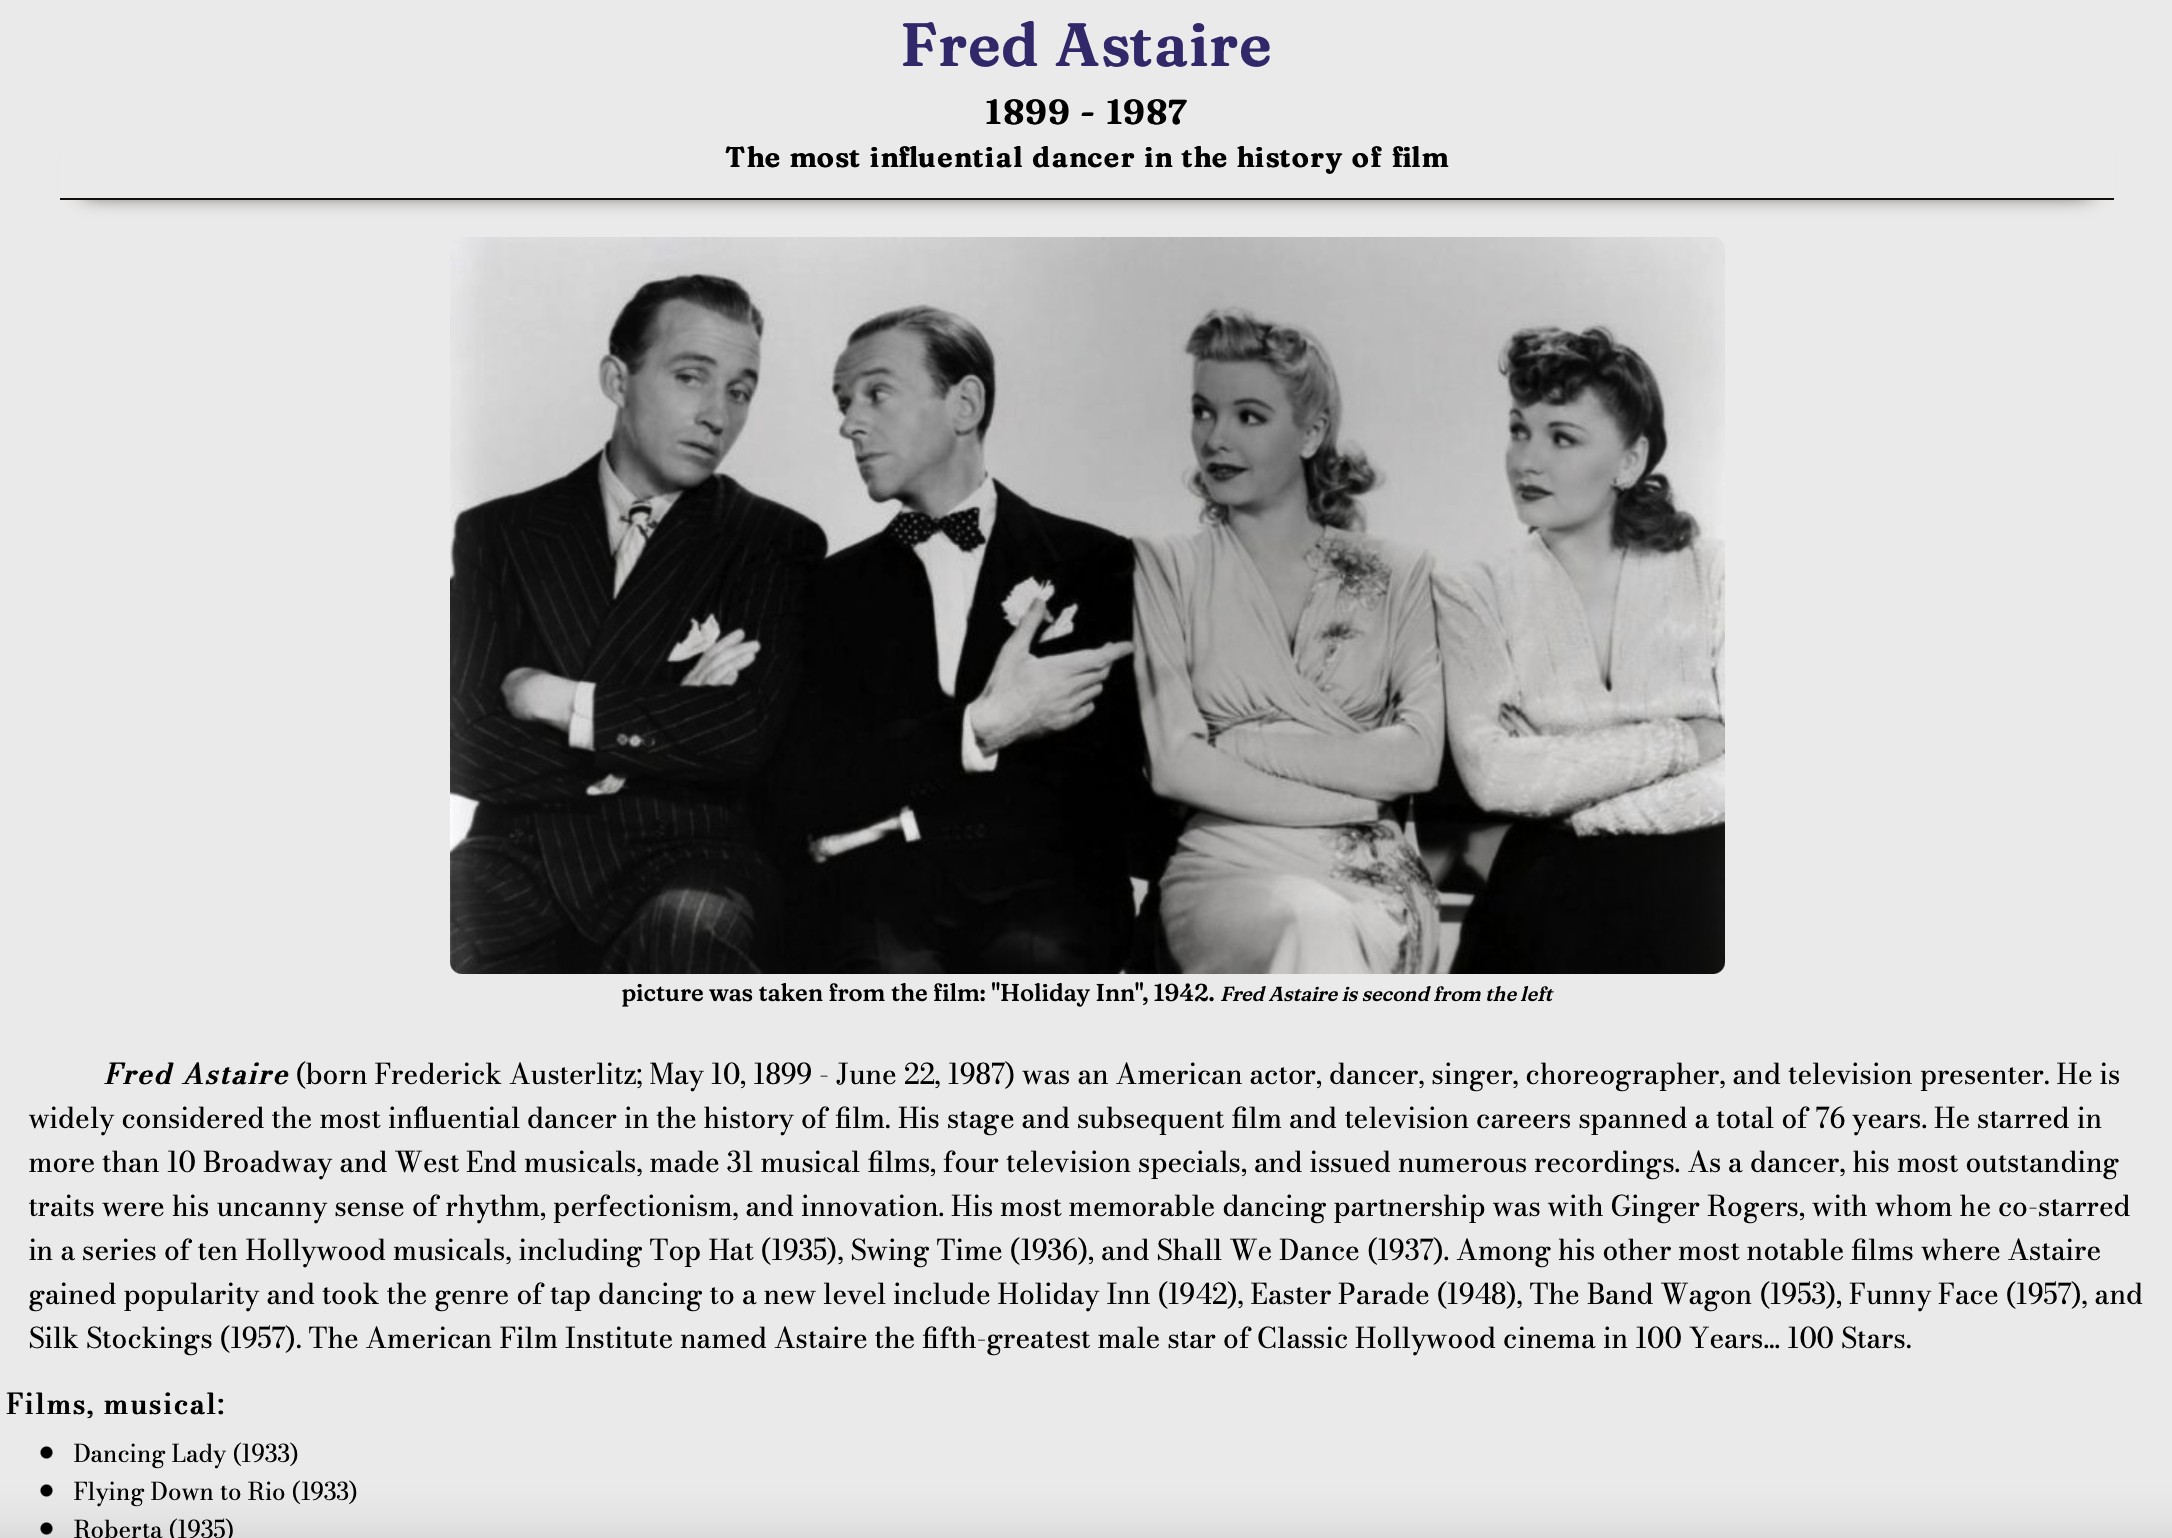 Fred Astaire
1899 - 1987
The most influential dancer in the history of film
picture was taken from the film: "Holiday Inn", 1942. Fred Astaire is second from the left
Fred Astaire (born Frederick Austerlitz; May 10, 1899 - June 22, 1987) was an American actor, dancer, singer, choreographer, and television presenter. He is
widely considered the most influential dancer in the history of film. His stage and subsequent film and television careers spanned a total of 76 years. He starred in
more than 10 Broadway and West End musicals, made 31 musical films, four television specials, and issued numerous recordings. As a dancer, his most outstanding
traits were his uncanny sense of rhythm, perfectionism, and innovation. His most memorable dancing partnership was with Ginger Rogers, with whom he co-starred
in a series of ten Hollywood musicals, including Top Hat (1935), Swing Time (1936), and Shall We Dance (1937). Among his other most notable films where Astaire
gained popularity and took the genre of tap dancing to a new level include Holiday Inn (1942), Easter Parade (1948), The Band Wagon (1953), Funny Face (1957), and
Silk Stockings (1957). The American Film Institute named Astaire the fifth-greatest male star of Classic Hollywood cinema in 100 Years... 100 Stars.
Films, musical:
● Dancing Lady (1933)
● Flying Down to Rio (1933)
● Roberta (1935)